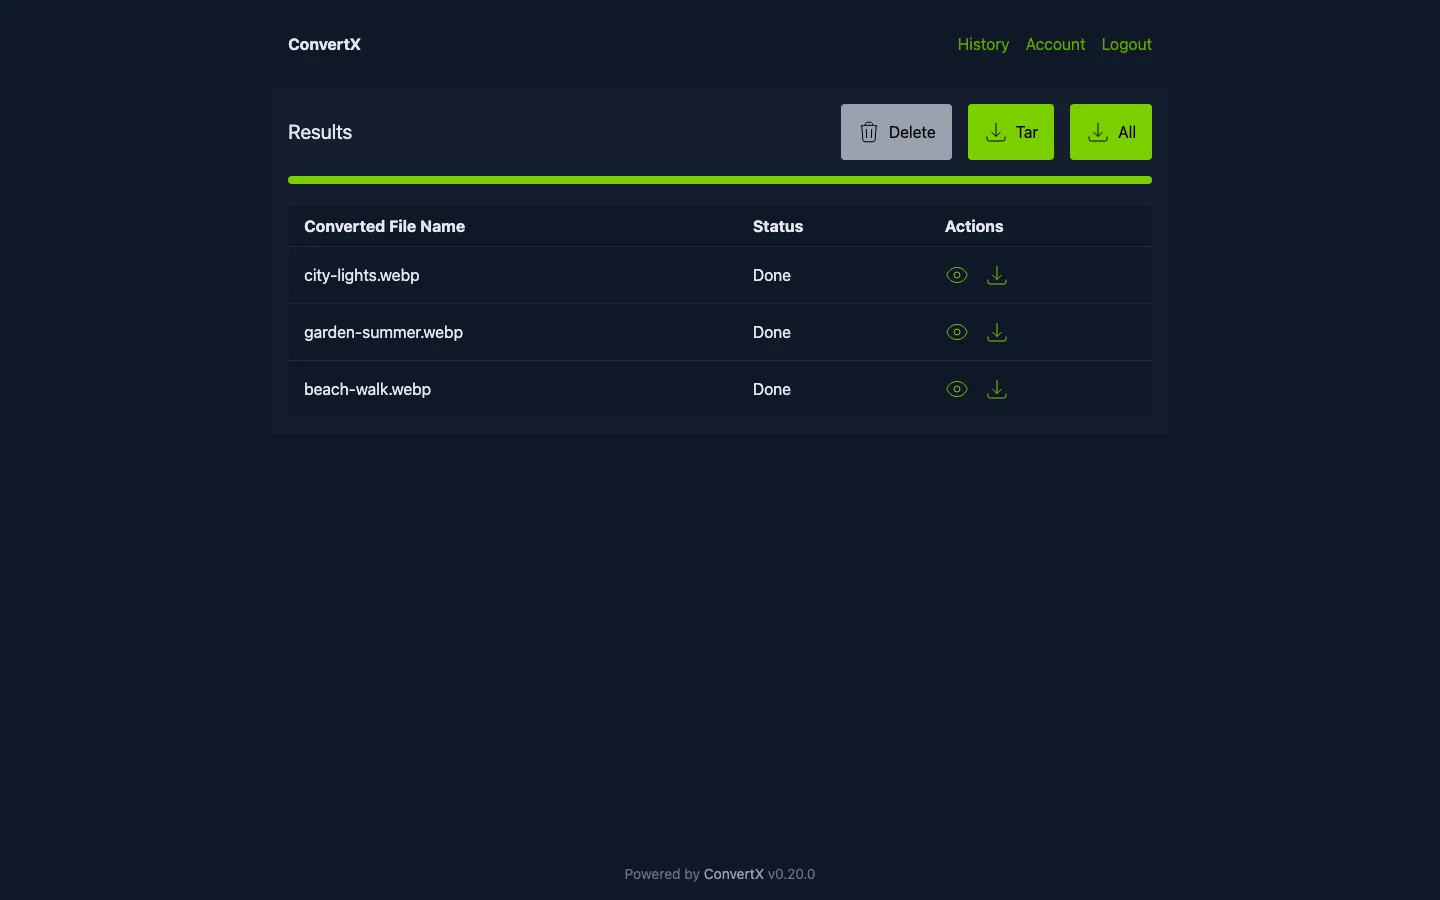 ConvertX
History Account Logout
Results
Delete Tar All
Converted File Name Status Actions
city-lights.webp Done
garden-summer.webp Done
beach-walk.webp Done
Powered by ConvertX v0.20.0